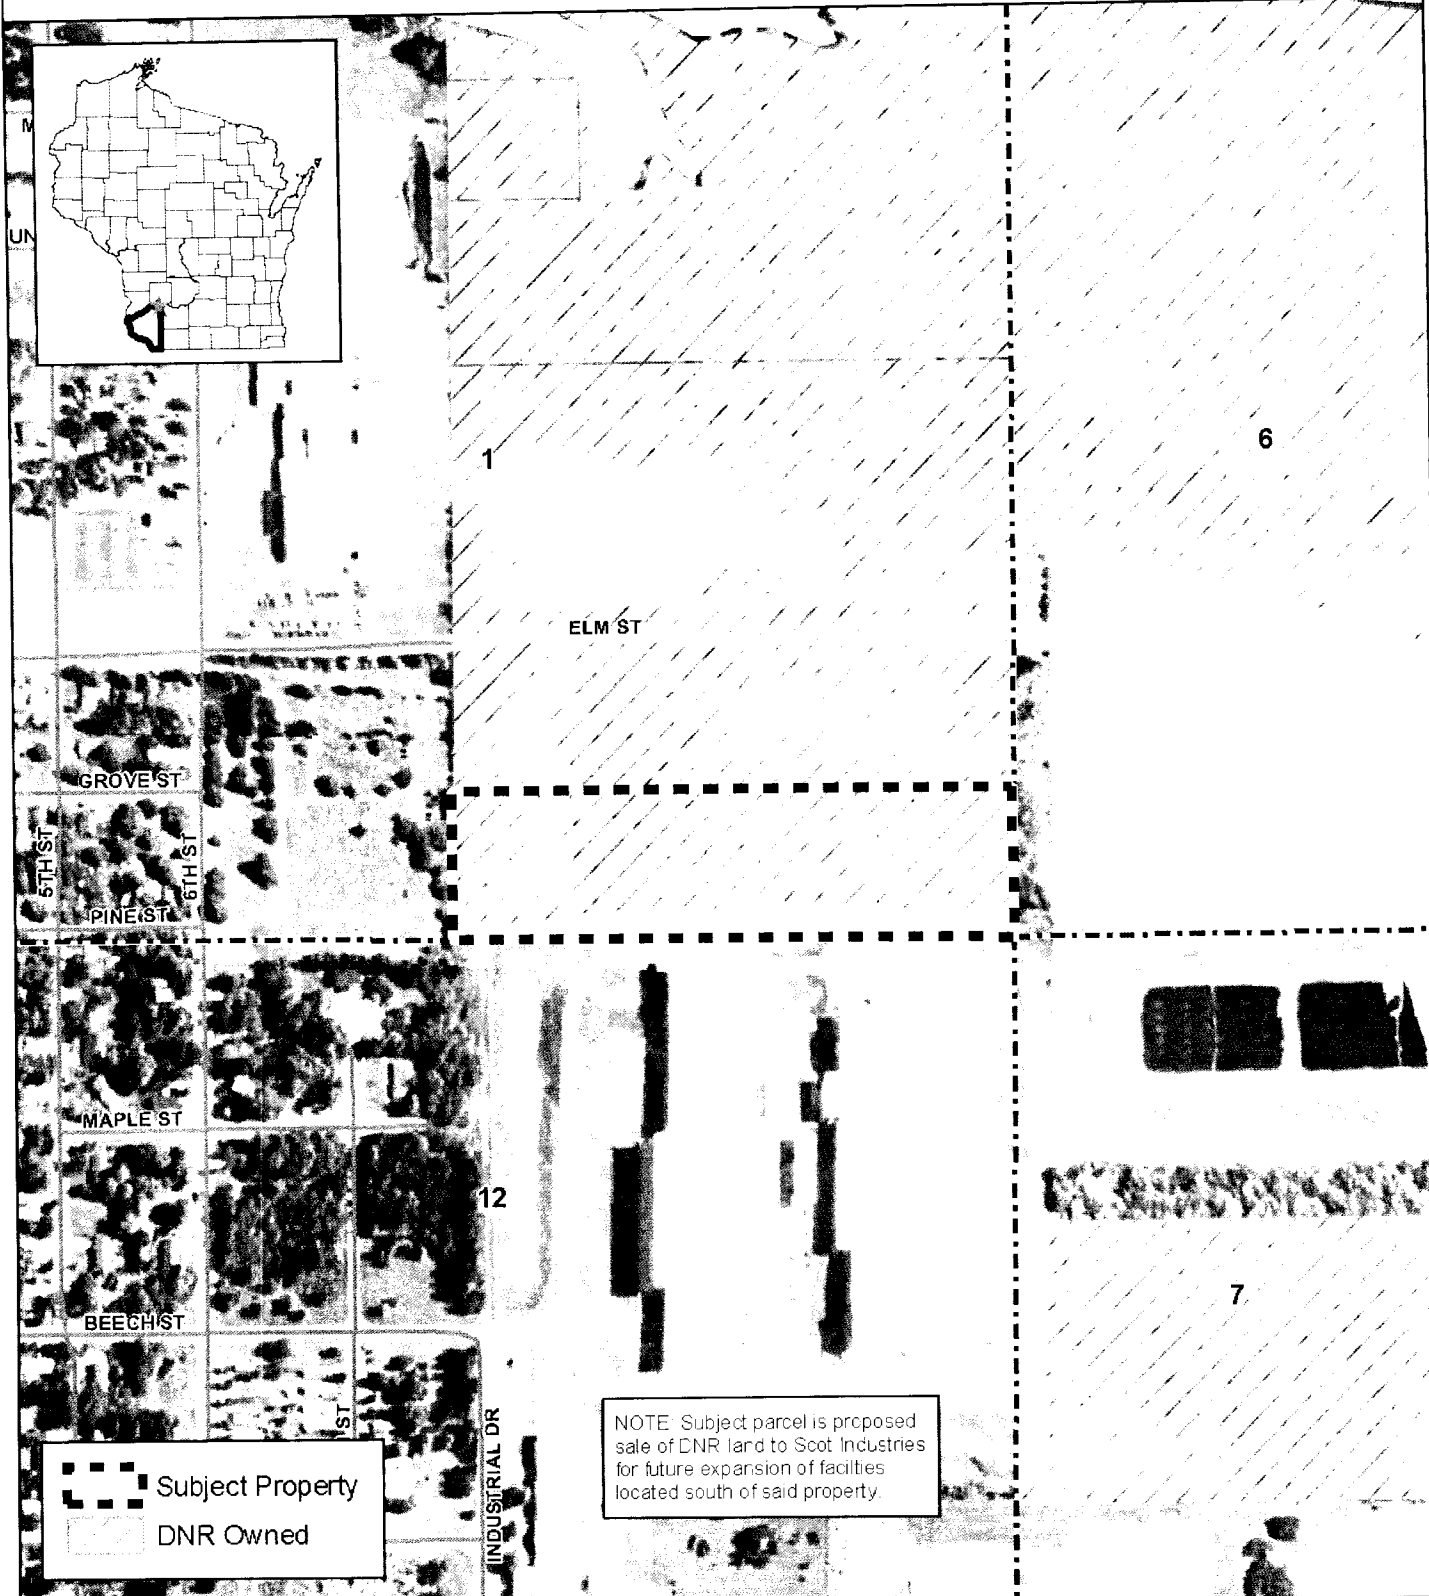 UN
1
6
ELM ST
GROVE ST
5TH ST
6TH ST
PINE ST
MAPLE ST
12
BEECH ST
7
ST
INDUSTRIAL DR
NOTE: Subject parcel is proposed
sale of DNR land to Scot Industries
for future expansion of facilties
located south of said property.
Subject Property
DNR Owned